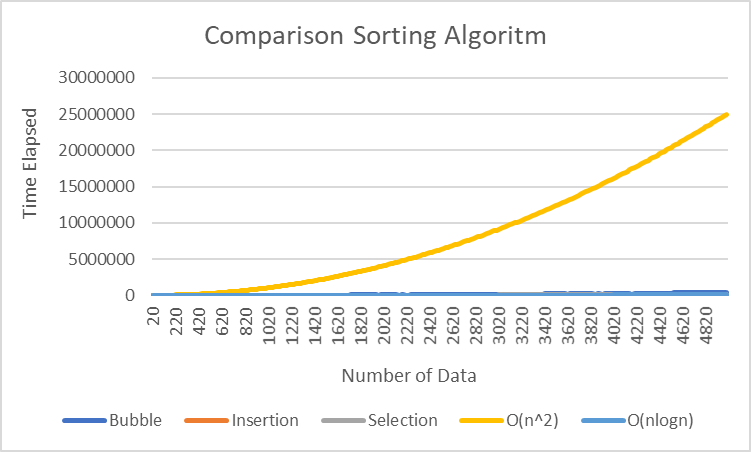 Comparison Sorting Algoritm
Time Elapsed
30000000
25000000
20000000
15000000
10000000
5000000
0
20 220 420 620 820 1020 1220 1420 1620 1820 2020 2220 2420 2620 2820 3020 3220 3420 3620 3820 4020 4220 4420 4620 4820
Number of Data
Bubble Insertion Selection O(n^2) O(nlogn)